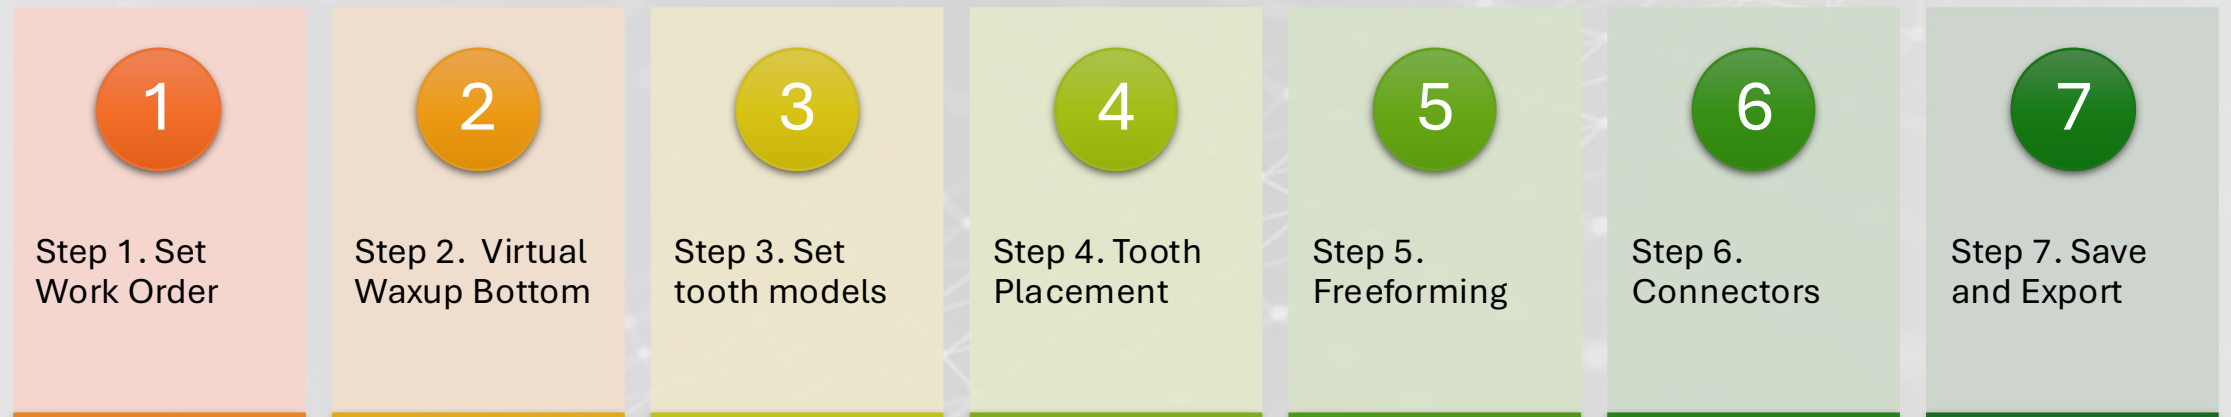 1
Step 1. Set
Work Order
2
Step 2.  Virtual
Waxup Bottom
3
Step 3. Set
tooth models
4
Step 4. Tooth
Placement
5
Step 5.
Freeforming
6
Step 6.
Connectors
7
Step 7. Save
and Export